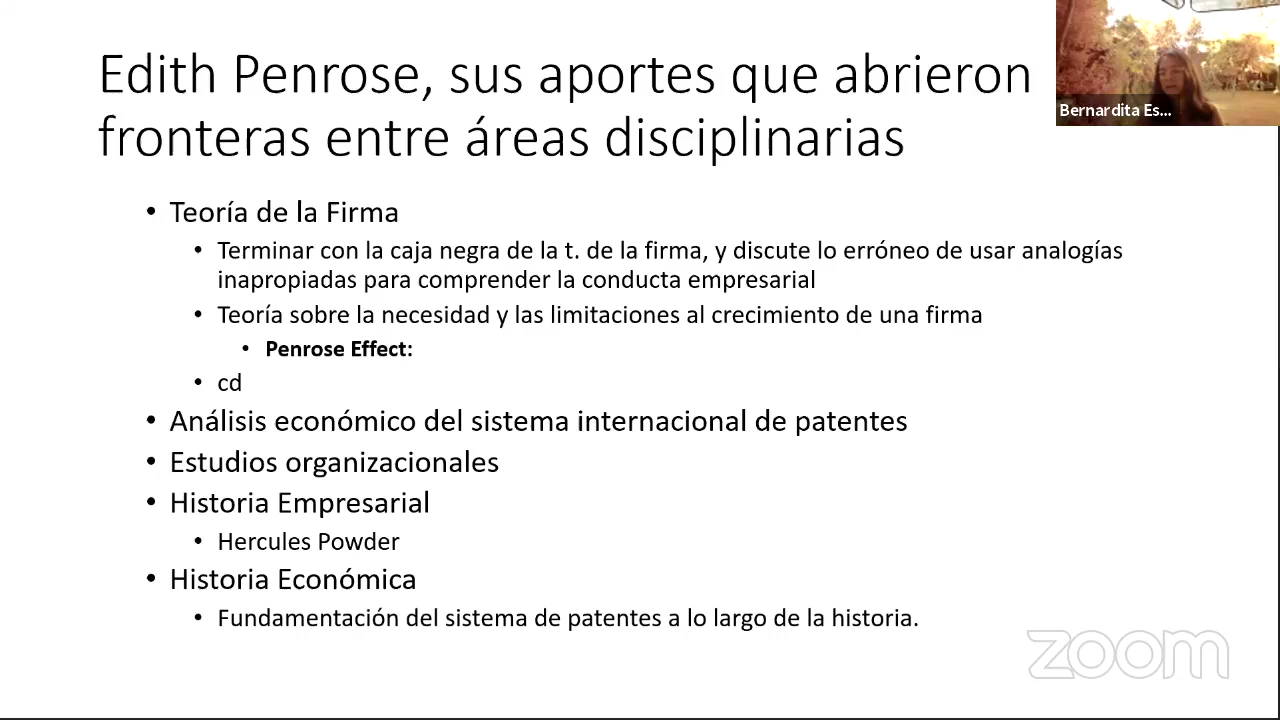 Edith Penrose, sus aportes que abrieron
fronteras entre áreas disciplinarias
Bernardita Es...
• Teoría de la Firma
• Terminar con la caja negra de la t. de la firma, y discute lo erróneo de usar analogías
inapropiadas para comprender la conducta empresarial
• Teoría sobre la necesidad y las limitaciones al crecimiento de una firma
• Penrose Effect:
• cd
• Análisis económico del sistema internacional de patentes
• Estudios organizacionales
• Historia Empresarial
• Hercules Powder
• Historia Económica
• Fundamentación del sistema de patentes a lo largo de la historia.
zoom